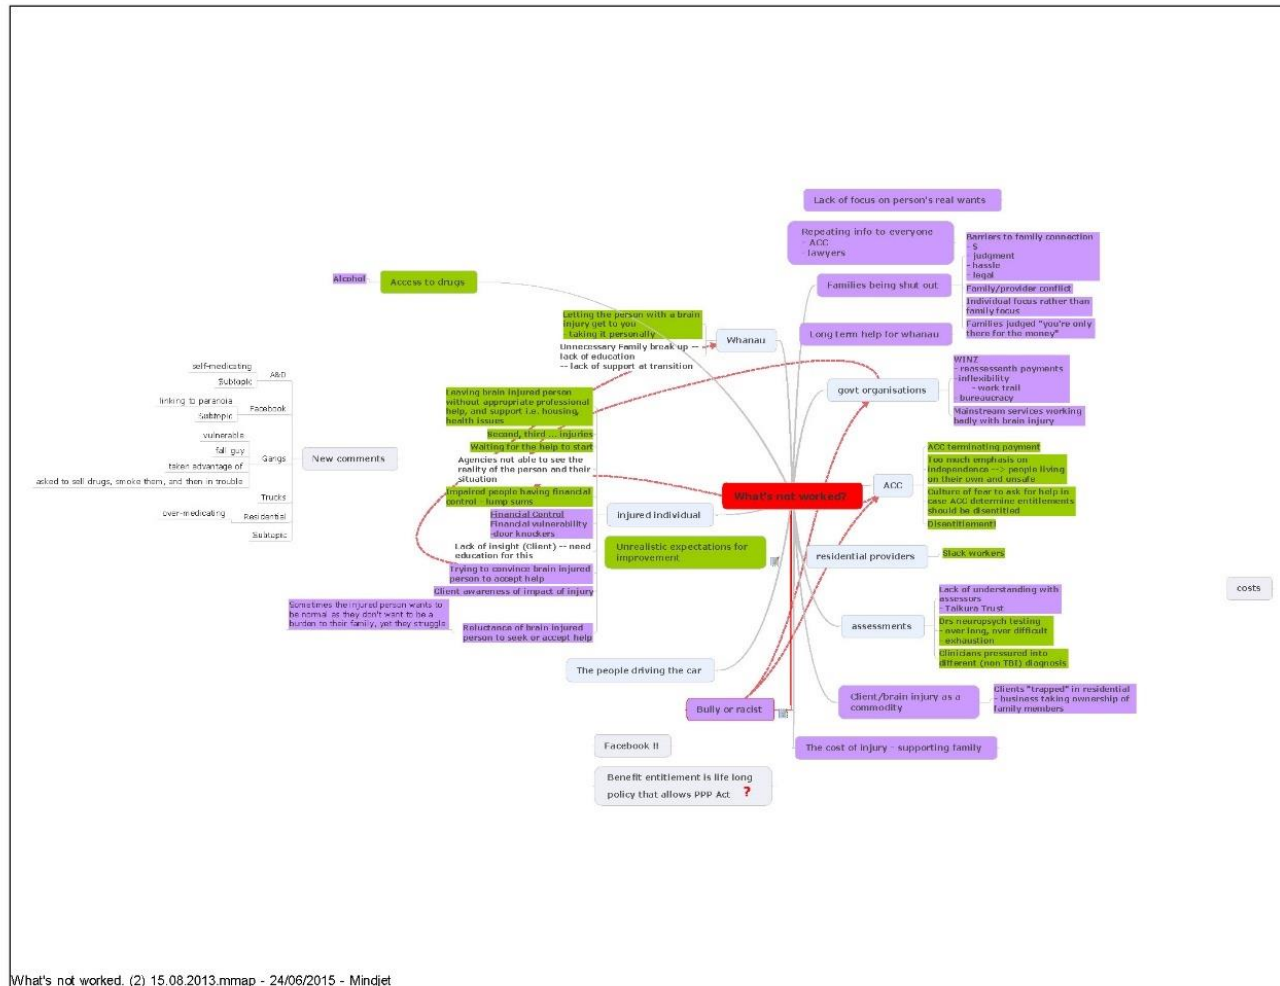 Lack of focus on person's real wants
Repeating info to everyone
- ACC
- lawyers
Families being shut out
Barriers to family connection
- $
- judgment
- hassle
- legal
Family/provider conflict
Individual focus rather than
family focus
Families judged "you're only
there for the money"
Long term help for whanau
govt organisations
WINZ
- reassessenth payments
- inflexibility
- work trail
- bureaucracy
Mainstream services working
badly with brain injury
What's not worked?
ACC
ACC terminating payment
Too much emphasis on
independence --> people living
on their own and unsafe
Culture of fear to ask for help in
case ACC determine entitlements
should be disentitled
Disentitlement!
residential providers
Slack workers
assessments
Lack of understanding with
assessors
- Taikura Trust
Drs neuropsych testing
- over long, over difficult
- exhaustion
Clinicians pressured into
different (non TBI) diagnosis
Client/brain injury as a
commodity
Clients "trapped" in residential
- business taking ownership of
family members
The cost of injury - supporting family
costs
Access to drugs
Alcohol
Whanau
Letting the person with a brain
injury get to you
- taking it personally
Unnecessary Family break up --
lack of education
-- lack of support at transition
injured individual
Leaving brain injured person
without appropriate professional
help, and support i.e. housing,
health issues
Second, third ... injuries
Waiting for the help to start
Agencies not able to see the
reality of the person and their
situation
Impaired people having financial
control - lump sums
Financial Control
Financial vulnerability
-door knockers
Lack of insight (Client) -- need
education for this
Trying to convince brain injured
person to accept help
Client awareness of impact of injury
Reluctance of brain injured
person to seek or accept help
Sometimes the injured person wants to
be normal as they don't want to be a
burden to their family, yet they struggle
Unrealistic expectations for
improvement
The people driving the car
Bully or racist
Facebook !!
Benefit entitlement is life long
policy that allows PPP Act ?
New comments
A&D
self-medicating
Subtopic
Facebook
linking to paranoia
Subtopic
Gangs
vulnerable
fall guy
taken advantage of
asked to sell drugs, smoke them, and then in trouble
Trucks
Residential
over-medicating
Subtopic
What's not worked. (2) 15.08.2013.mmap - 24/06/2015 - Mindjet